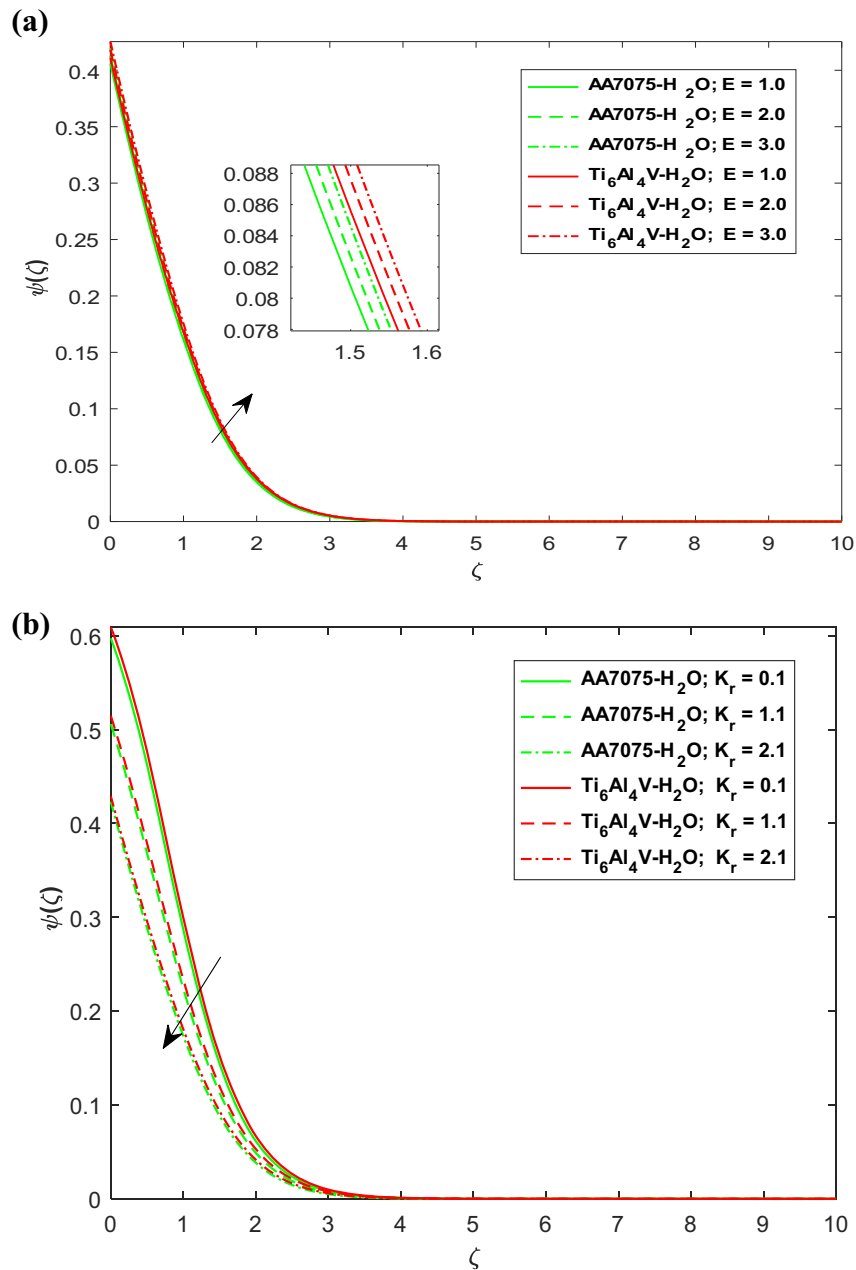 (a)
0.4
0.35
0.3
0.25
0.2
0.15
0.1
0.05
0
ψ(ζ)
AA7075-H 2O; E = 1.0
AA7075-H 2O; E = 2.0
AA7075-H 2O; E = 3.0
Ti6Al4V-H2O; E = 1.0
Ti6Al4V-H2O; E = 2.0
Ti6Al4V-H2O; E = 3.0
0.088
0.086
0.084
0.082
0.08
0.078
1.5 1.6
0 1 2 3 4 5 6 7 8 9 10
ζ
(b)
0.6
0.5
0.4
0.3
0.2
0.1
0
ψ(ζ)
AA7075-H2O; Kr = 0.1
AA7075-H2O; Kr = 1.1
AA7075-H2O; Kr = 2.1
Ti6Al4V-H2O; Kr = 0.1
Ti6Al4V-H2O; Kr = 1.1
Ti6Al4V-H2O; Kr = 2.1
0 1 2 3 4 5 6 7 8 9 10
ζ